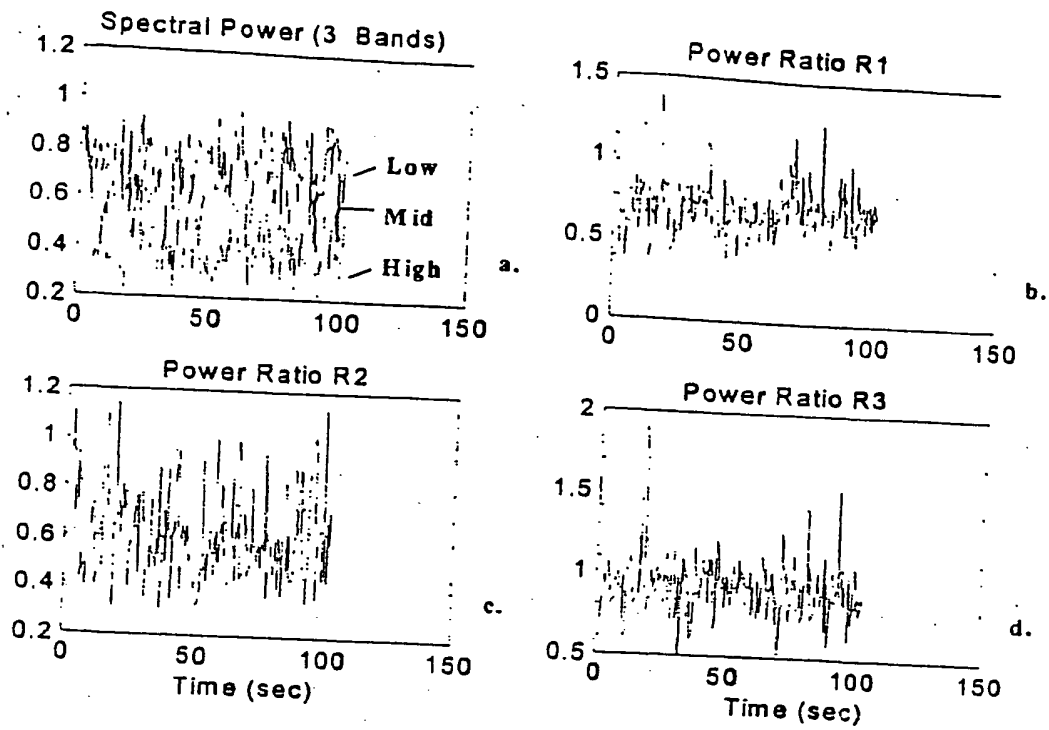 Spectral Power (3 Bands)
1.2
1
0.8
0.6
0.4
0.2
0
50
100
150
Low
Mid
High
a.
Power Ratio R1
1.5
1
0.5
0
0
50
100
150
b.
Power Ratio R2
1.2
1
0.8
0.6
0.4
0.2
0
50
100
150
Time (sec)
c.
Power Ratio R3
2
1.5
1
0.5
0
50
100
150
Time (sec)
d.